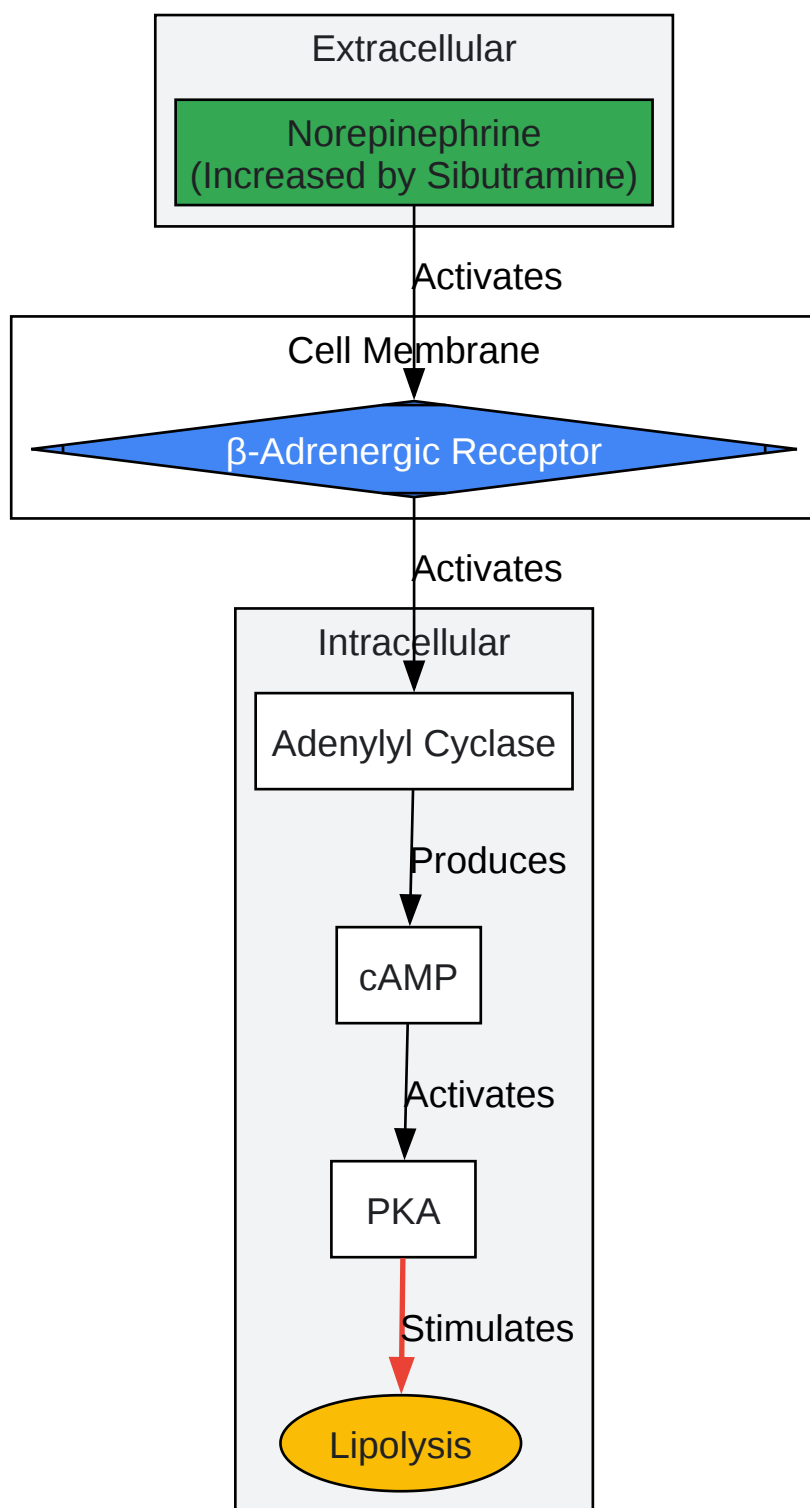 Extracellular
Norepinephrine
(Increased by Sibutramine)
Activates
Cell Membrane
β-Adrenergic Receptor
Activates
Intracellular
Adenylyl Cyclase
Produces
cAMP
Activates
PKA
Stimulates
Lipolysis